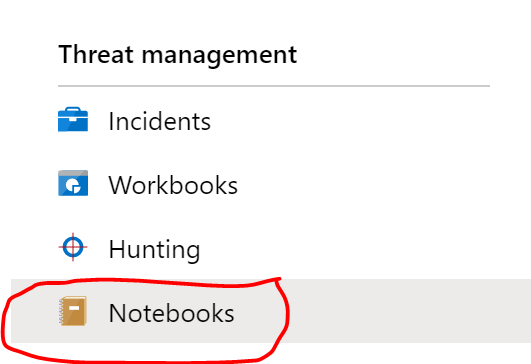 Threat management
Incidents
Workbooks
Hunting
Notebooks